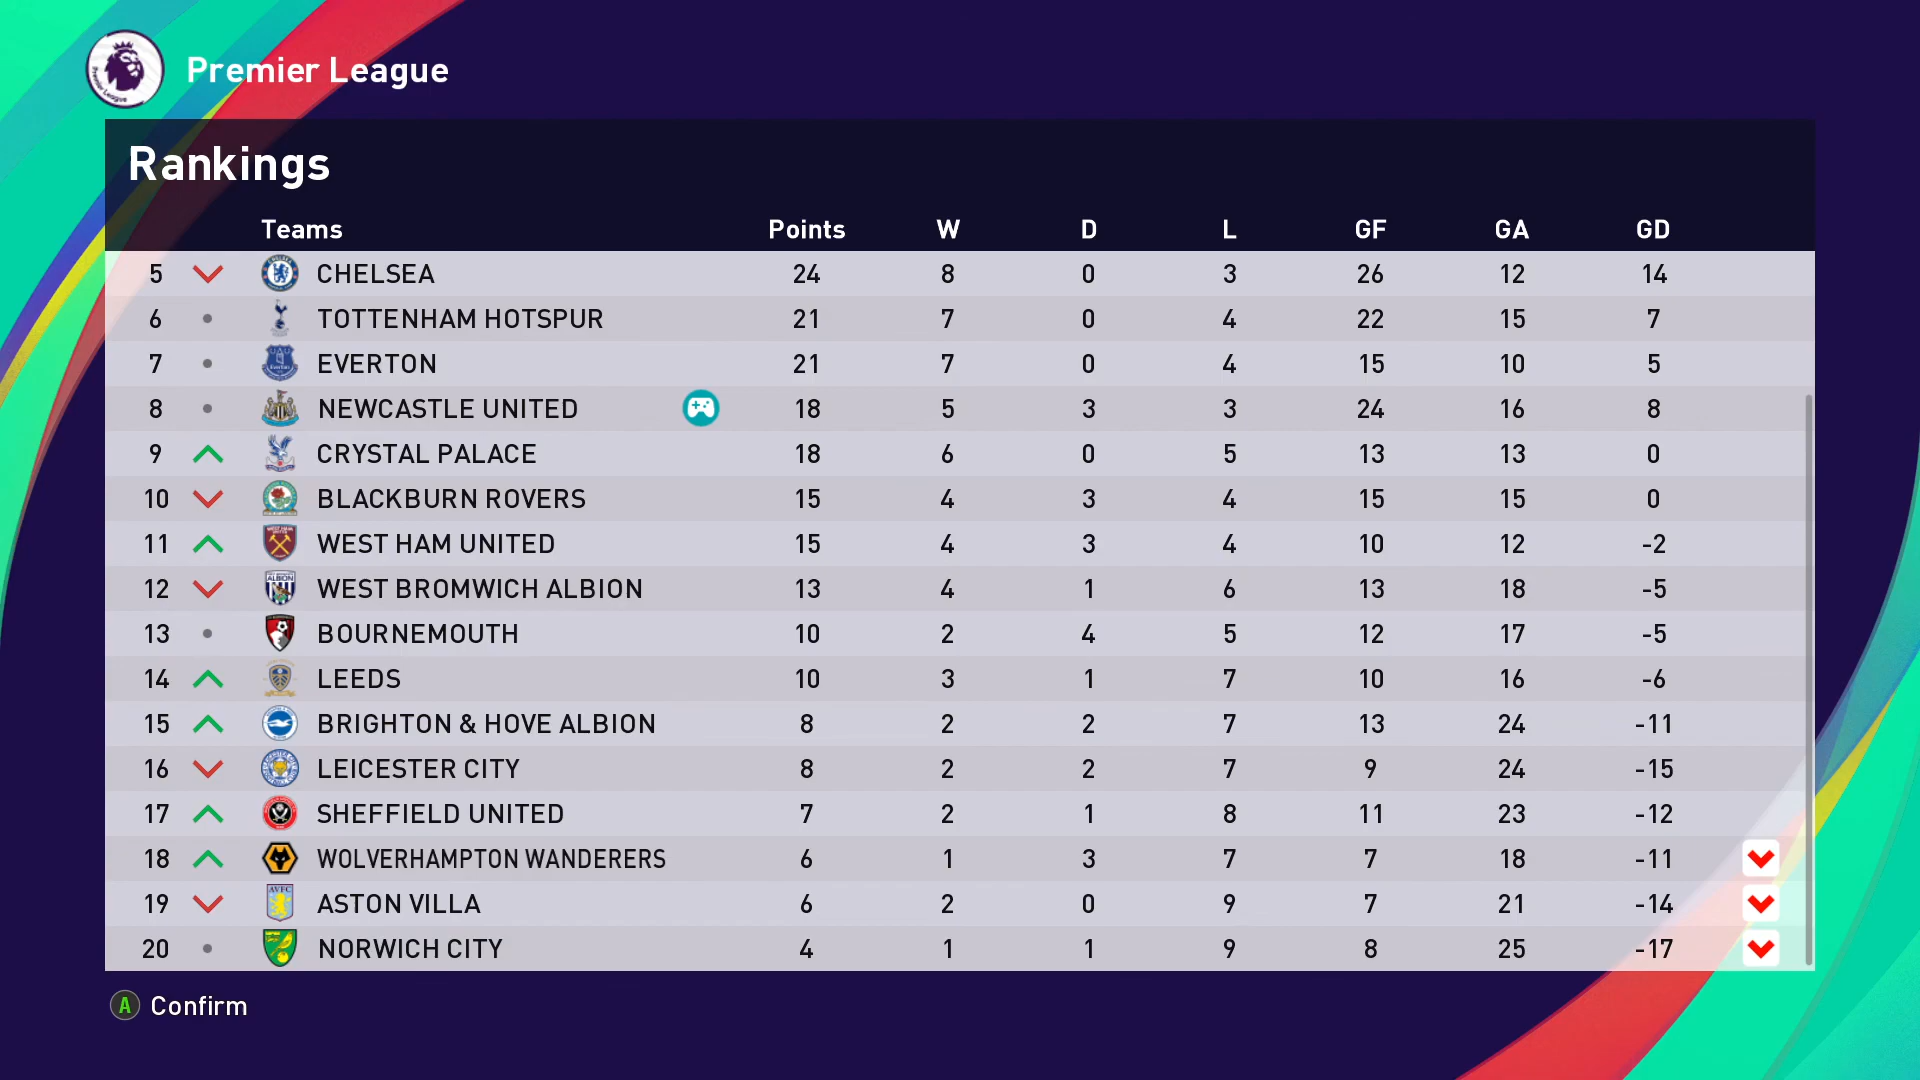 Premier League
Rankings
Teams Points W D L GF GA GD
5 CHELSEA 24 8 0 3 26 12 14
6 TOTTENHAM HOTSPUR 21 7 0 4 22 15 7
7 EVERTON 21 7 0 4 15 10 5
8 NEWCASTLE UNITED 18 5 3 3 24 16 8
9 CRYSTAL PALACE 18 6 0 5 13 13 0
10 BLACKBURN ROVERS 15 4 3 4 15 15 0
11 WEST HAM UNITED 15 4 3 4 10 12 -2
12 WEST BROMWICH ALBION 13 4 1 6 13 18 -5
13 BOURNEMOUTH 10 2 4 5 12 17 -5
14 LEEDS 10 3 1 7 10 16 -6
15 BRIGHTON & HOVE ALBION 8 2 2 7 13 24 -11
16 LEICESTER CITY 8 2 2 7 9 24 -15
17 SHEFFIELD UNITED 7 2 1 8 11 23 -12
18 WOLVERHAMPTON WANDERERS 6 1 3 7 7 18 -11
19 ASTON VILLA 6 2 0 9 7 21 -14
20 NORWICH CITY 4 1 1 9 8 25 -17
A Confirm